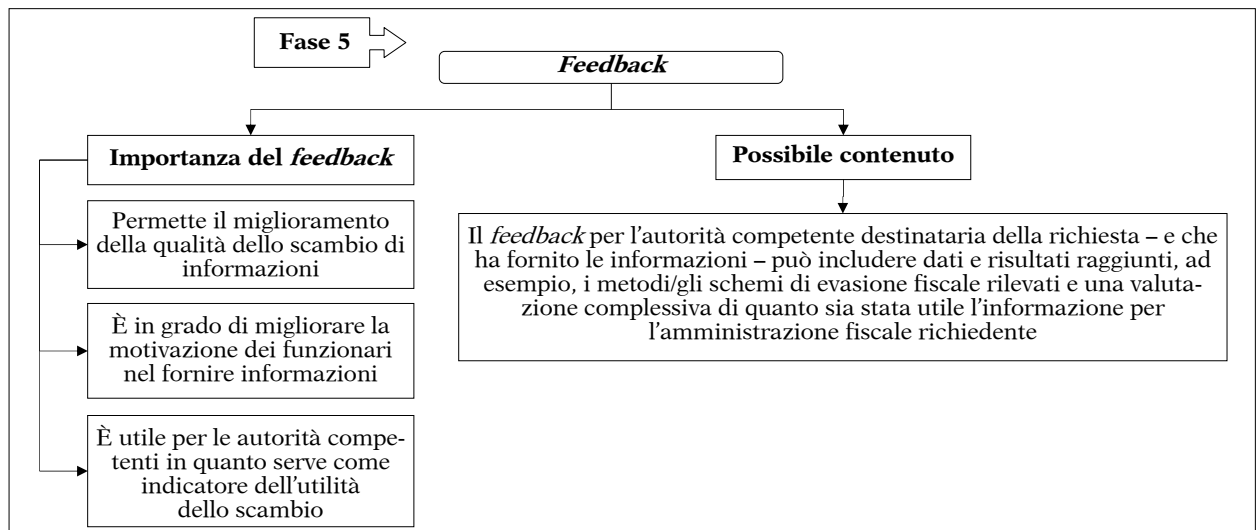 Fase 5
Feedback
Importanza del feedback
Possibile contenuto
Permette il miglioramento
della qualità dello scambio di
informazioni
È in grado di migliorare la
motivazione dei funzionari
nel fornire informazioni
È utile per le autorità compe-
tenti in quanto serve come
indicatore dell'utilità
dello scambio
Il feedback per l'autorità competente destinataria della richiesta – e che
ha fornito le informazioni – può includere dati e risultati raggiunti, ad
esempio, i metodi/gli schemi di evasione fiscale rilevati e una valuta-
zione complessiva di quanto sia stata utile l'informazione per
l'amministrazione fiscale richiedente